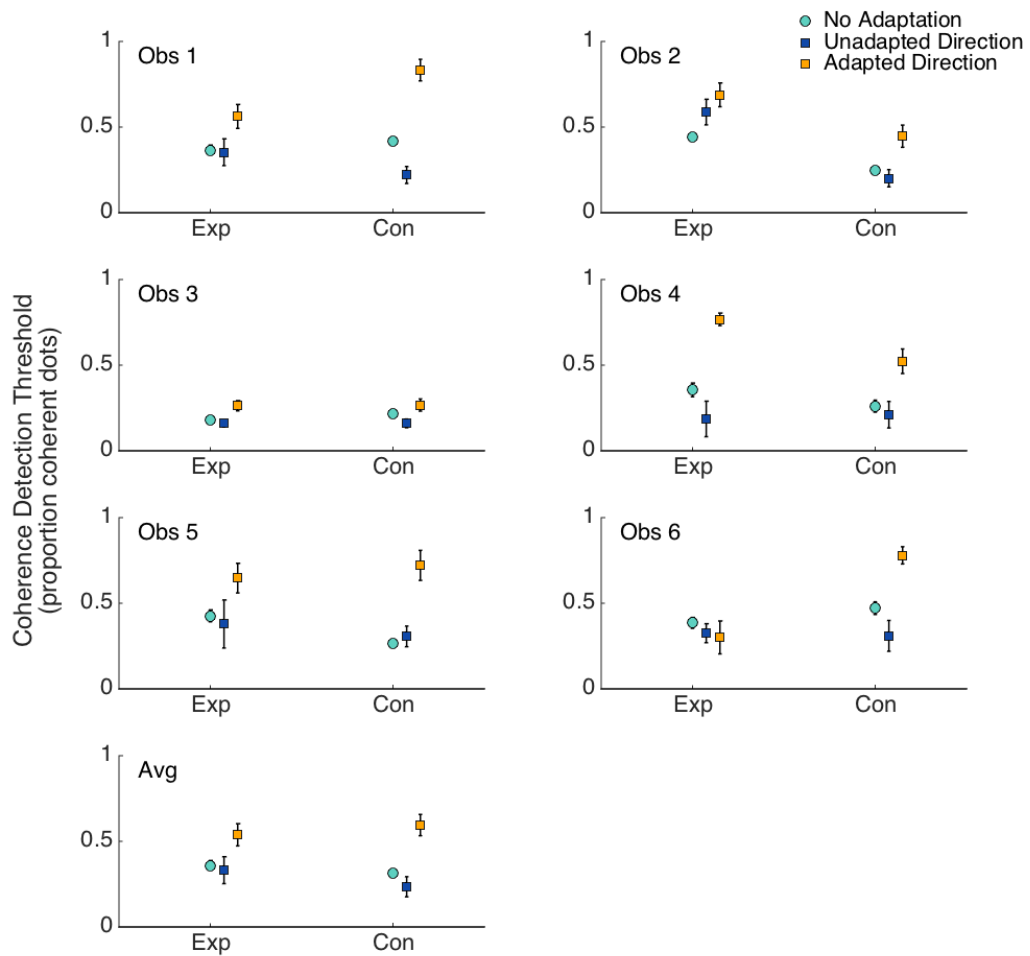 No Adaptation
Unadapted Direction
Adapted Direction
Coherence Detection Threshold
(proportion coherent dots)
Obs 1
1
0.5
0
Exp Con
Obs 2
1
0.5
0
Exp Con
Obs 3
1
0.5
0
Exp Con
Obs 4
1
0.5
0
Exp Con
Obs 5
1
0.5
0
Exp Con
Obs 6
1
0.5
0
Exp Con
Avg
1
0.5
0
Exp Con